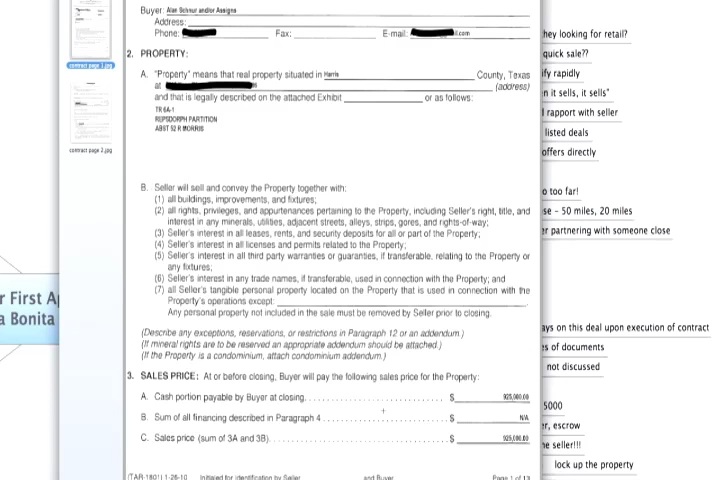 Buyer: Alan Schnur and/or Assigns
Address:
Phone: Fax: E-mail: il.com
2. PROPERTY:
A. "Property" means that real property situated in Harris County, Texas
at (address)
and that is legally described on the attached Exhibit or as follows:
TR 6A-1
REPSDORPH PARTITION
ABST 52 R MORRIS
B. Seller will sell and convey the Property together with:
(1) all buildings, improvements, and fixtures;
(2) all rights, privileges, and appurtenances pertaining to the Property, including Seller's right, title, and
interest in any minerals, utilities, adjacent streets, alleys, strips, gores, and rights-of-way;
(3) Seller's interest in all leases, rents, and security deposits for all or part of the Property;
(4) Seller's interest in all licenses and permits related to the Property;
(5) Seller's interest in all third party warranties or guaranties, if transferable, relating to the Property or
any fixtures;
(6) Seller's interest in any trade names, if transferable, used in connection with the Property; and
(7) all Seller's tangible personal property located on the Property that is used in connection with the
Property's operations except:
Any personal property not included in the sale must be removed by Seller prior to closing.
(Describe any exceptions, reservations, or restrictions in Paragraph 12 or an addendum.)
(If mineral rights are to be reserved an appropriate addendum should be attached.)
(If the Property is a condominium, attach condominium addendum.)
3. SALES PRICE: At or before closing, Buyer will pay the following sales price for the Property:
A. Cash portion payable by Buyer at closing $ 925,000.00
B. Sum of all financing described in Paragraph 4 $ N/A
C. Sales price (sum of 3A and 3B) $ 925,000.00
(TAR-1801) 1-26-10 Initialed for Identification by Seller and Buyer Page 1 of 13
contract page 1.jpg
contract page 2.jpg
r First Ap
a Bonita
hey looking for retail?
quick sale??
ify rapidly
n it sells, it sells"
l rapport with seller
listed deals
offers directly
o too far!
se - 50 miles, 20 miles
er partnering with someone close
ays on this deal upon execution of contract
es of documents
not discussed
5000
er, escrow
he seller!!!
lock up the property